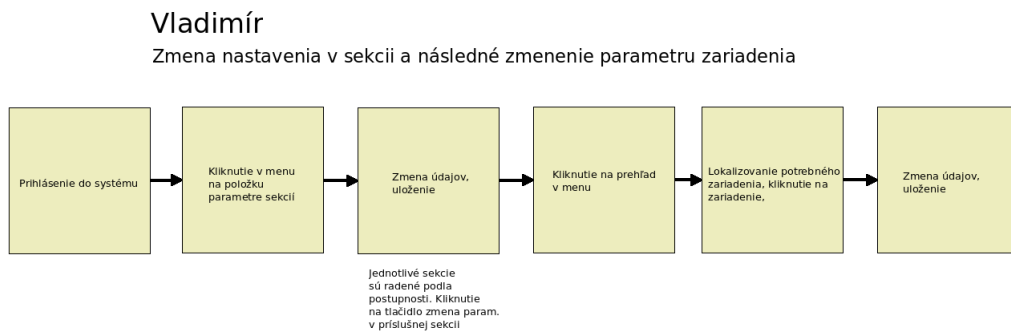 Vladimír
Zmena nastavenia v sekcii a následné zmenenie parametru zariadenia
Prihlásenie do systému
Kliknutie v menu
na položku
parametre sekcií
Zmena údajov,
uloženie
Kliknutie na prehľad
v menu
Lokalizovanie potrebného
zariadenia, kliknutie na
zariadenie,
Zmena údajov,
uloženie
Jednotlivé sekcie
sú radené podla
postupnosti. Kliknutie
na tlačidlo zmena param.
v príslušnej sekcii